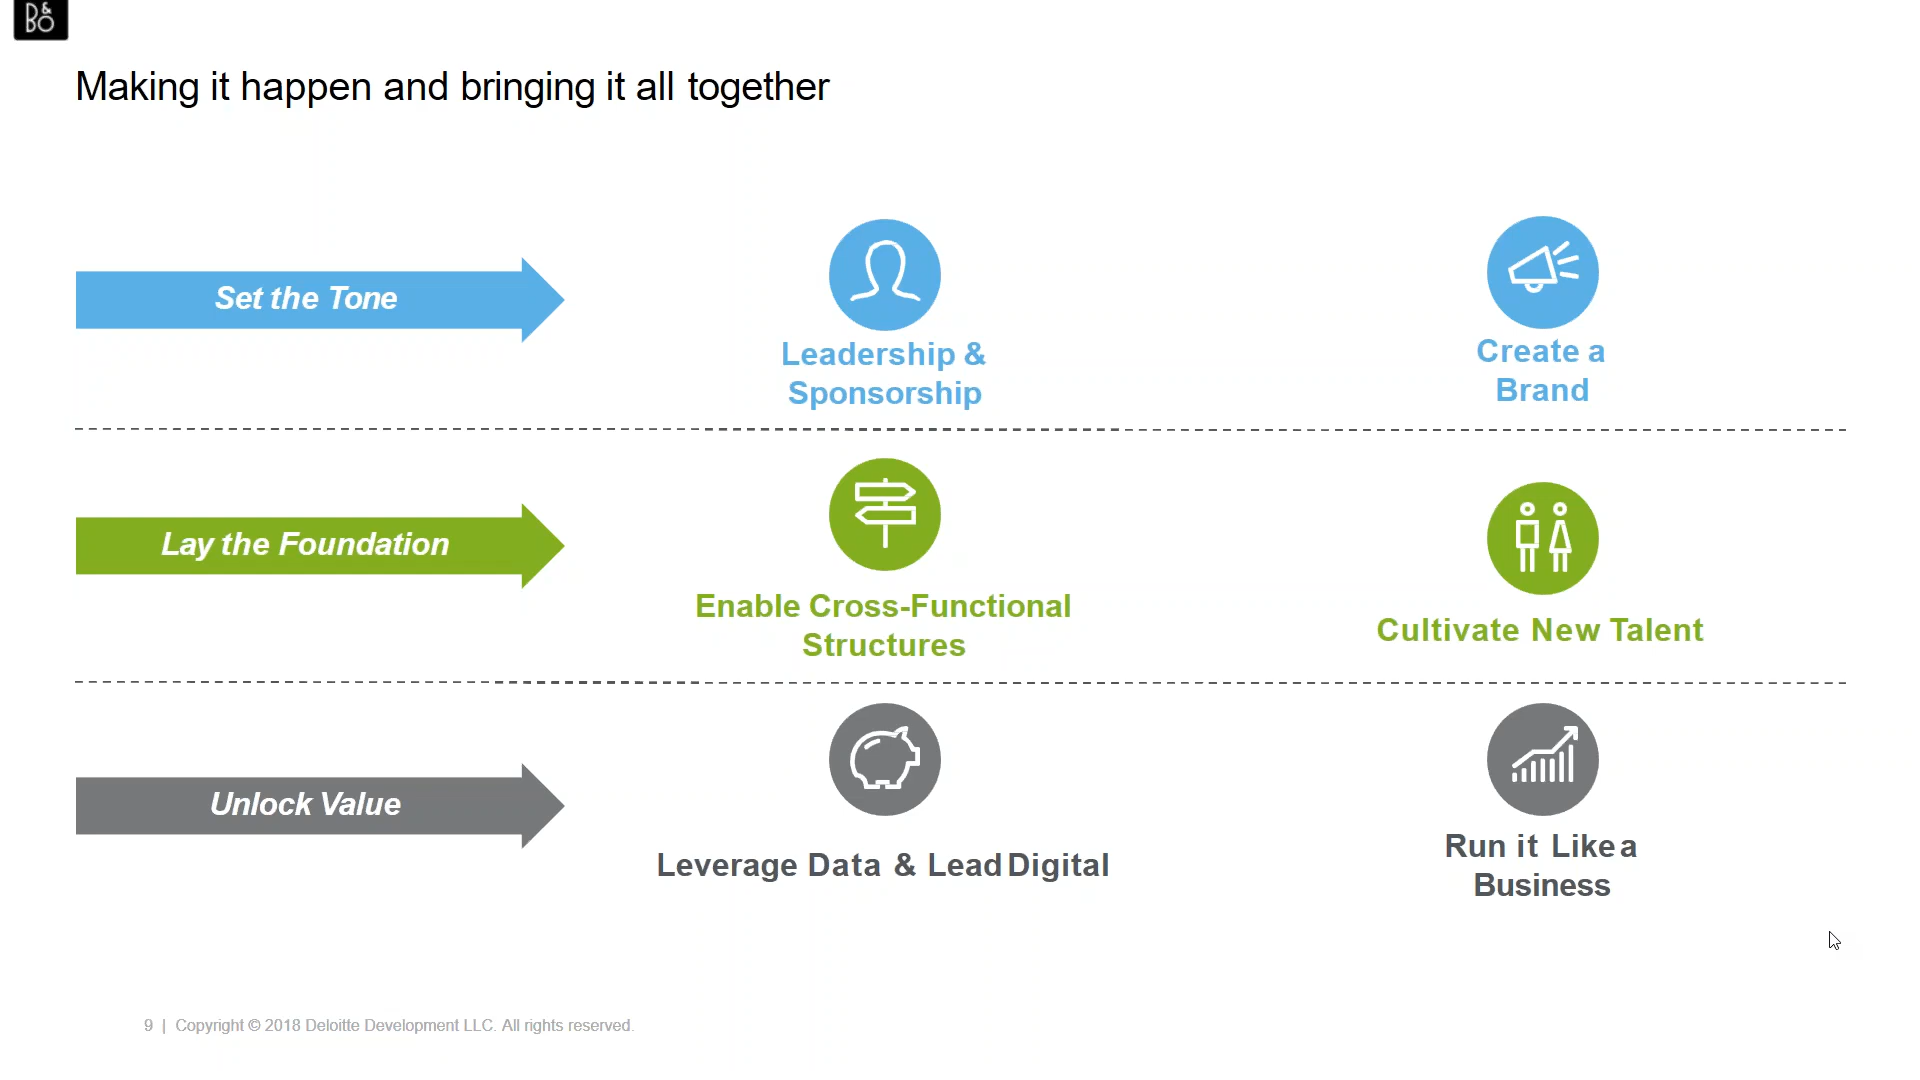 B&O
Making it happen and bringing it all together
Set the Tone
Leadership &
Sponsorship
Create a
Brand
Lay the Foundation
Enable Cross-Functional
Structures
Cultivate New Talent
Unlock Value
Leverage Data & Lead Digital
Run it Like a
Business
9 | Copyright © 2018 Deloitte Development LLC. All rights reserved.